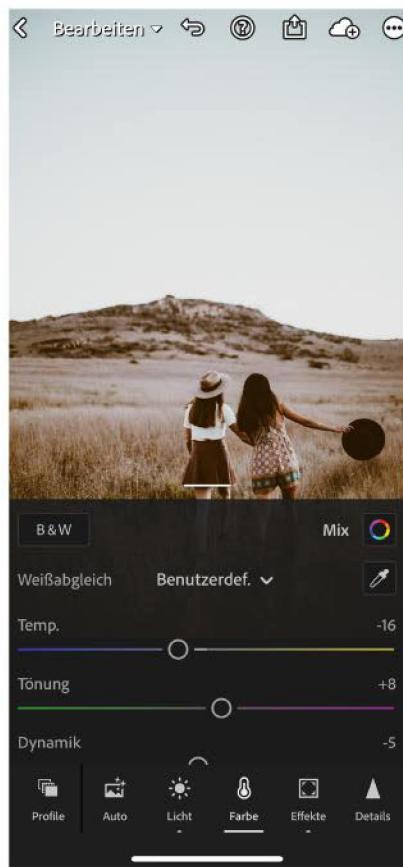 Bearbeiten
B&W Mix
Weißabgleich Benutzerdef.
Temp. -16
Tönung +8
Dynamik -5
Profile Auto Licht Farbe Effekte Details